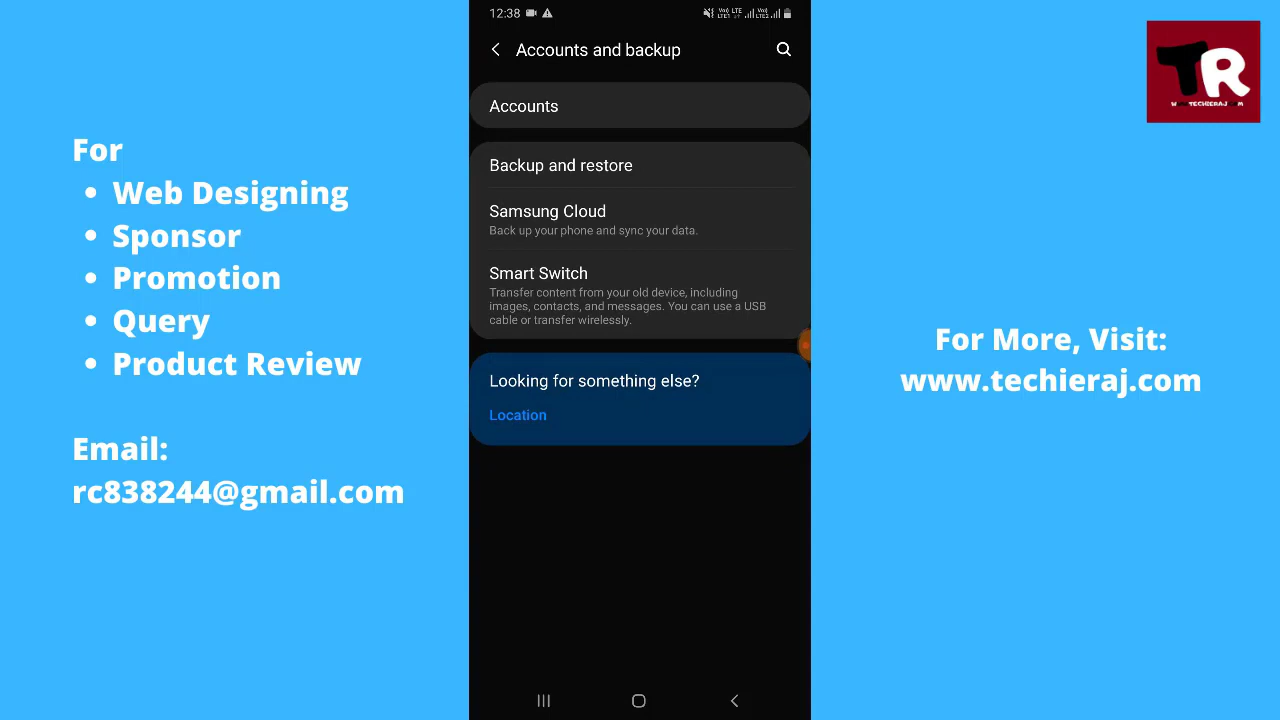 For
• Web Designing
• Sponsor
• Promotion
• Query
• Product Review
Email:
rc838244@gmail.com
12:38
Accounts and backup
Accounts
Backup and restore
Samsung Cloud
Back up your phone and sync your data.
Smart Switch
Transfer content from your old device, including
images, contacts, and messages. You can use a USB
cable or transfer wirelessly.
Looking for something else?
Location
TR
For More, Visit:
www.techieraj.com